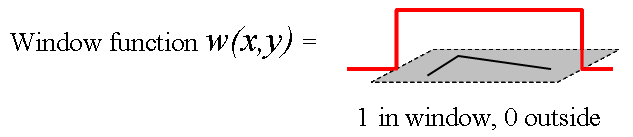 Window function w(x,y) =
1 in window, 0 outside